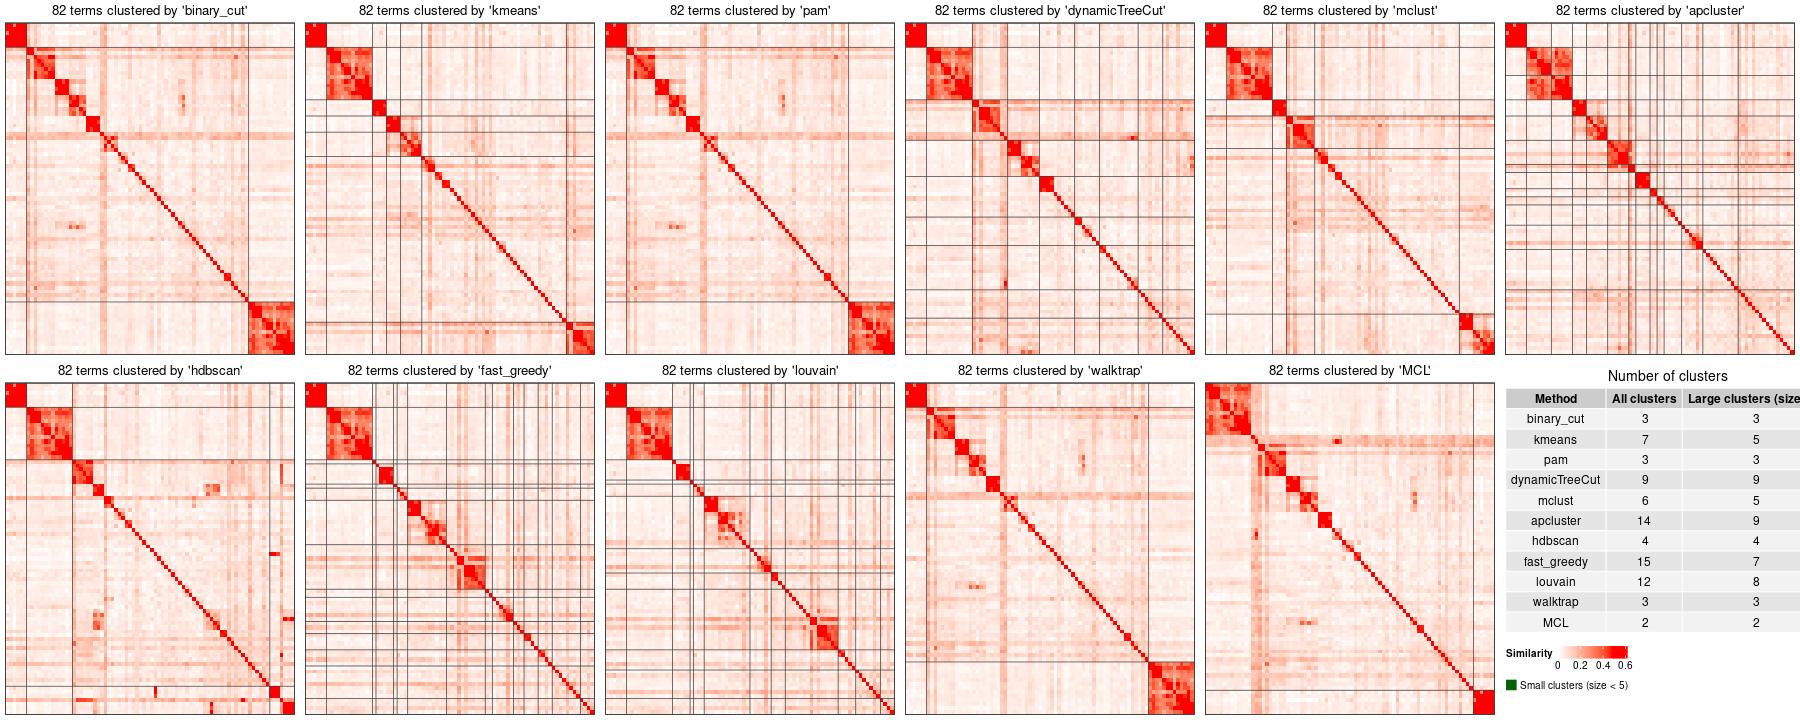 82 terms clustered by 'binary_cut'
82 terms clustered by 'kmeans'
82 terms clustered by 'pam'
82 terms clustered by 'dynamicTreeCut'
82 terms clustered by 'mclust'
82 terms clustered by 'apcluster'
82 terms clustered by 'hdbscan'
82 terms clustered by 'fast_greedy'
82 terms clustered by 'louvain'
82 terms clustered by 'walktrap'
82 terms clustered by 'MCL'
Number of clusters
Method All clusters Large clusters (size
binary_cut 3 3
kmeans 7 5
pam 3 3
dynamicTreeCut 9 9
mclust 6 5
apcluster 14 9
hdbscan 4 4
fast_greedy 15 7
louvain 12 8
walktrap 3 3
MCL 2 2
Similarity
0 0.2 0.4 0.6
Small clusters (size < 5)